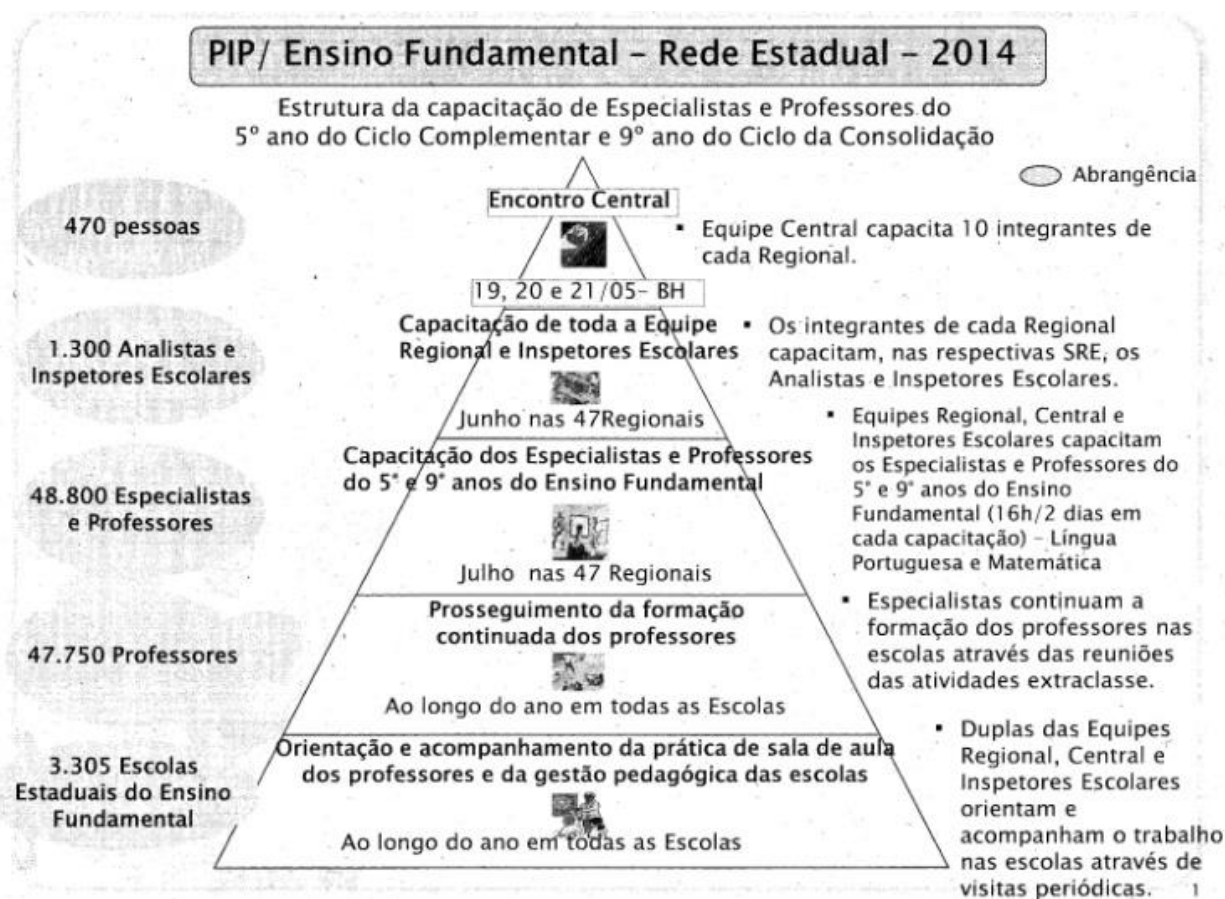 PIP/ Ensino Fundamental – Rede Estadual – 2014
Estrutura da capacitação de Especialistas e Professores do
5º ano do Ciclo Complementar e 9º ano do Ciclo da Consolidação
Abrangência
470 pessoas
Encontro Central
19, 20 e 21/05– BH
▪ Equipe Central capacita 10 integrantes de
cada Regional.
1.300 Analistas e
Inspetores Escolares
Capacitação de toda a Equipe
Regional e Inspetores Escolares
Junho nas 47Regionais
▪ Os integrantes de cada Regional
capacitam, nas respectivas SRE, os
Analistas e Inspetores Escolares.
48.800 Especialistas
e Professores
Capacitação dos Especialistas e Professores
do 5° e 9° anos do Ensino Fundamental
Julho nas 47 Regionais
▪ Equipes Regional, Central e
Inspetores Escolares capacitam
os Especialistas e Professores do
5° e 9° anos do Ensino
Fundamental (16h/2 dias em
cada capacitação) – Língua
Portuguesa e Matemática
47.750 Professores
Prosseguimento da formação
continuada dos professores
Ao longo do ano em todas as Escolas
▪ Especialistas continuam a
formação dos professores nas
escolas através das reuniões
das atividades extraclasse.
3.305 Escolas
Estaduais do Ensino
Fundamental
Orientação e acompanhamento da prática de sala de aula
dos professores e da gestão pedagógica das escolas
Ao longo do ano em todas as Escolas
▪ Duplas das Equipes
Regional, Central e
Inspetores Escolares
orientam e
acompanham o trabalho
nas escolas através de
visitas periódicas.
1